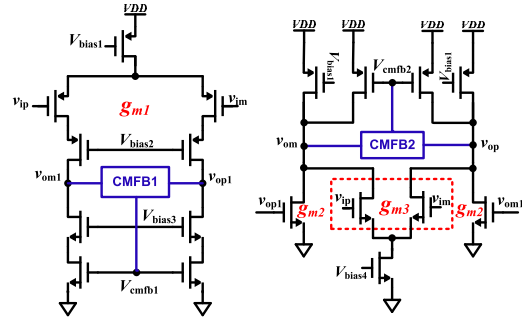 VDD
Vbias1
vip
gm1
vim
Vbias2
vom1
CMFB1
vop1
Vbias3
Vcmfb1
VDD
VDD
VDD
VDD
Vbias1
Vcmfb2
Vbias1
vom
CMFB2
vop
vop1
gm2
vip
gm3
vim
gm2
vom1
Vbias4